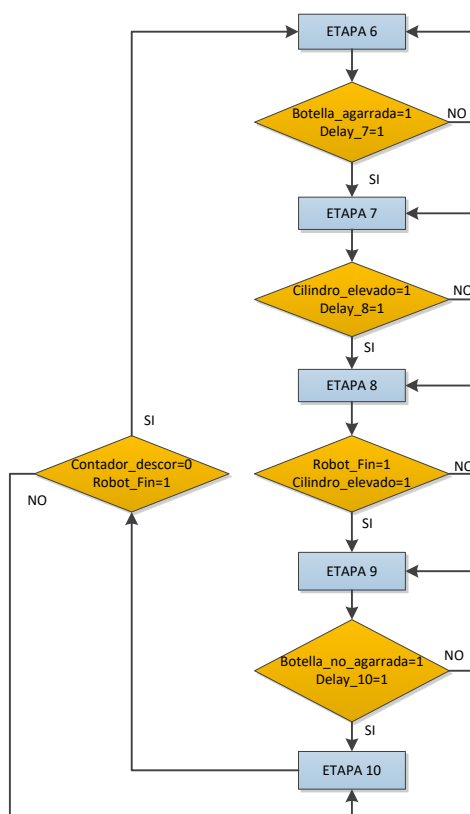 ETAPA 6
Botella_agarrada=1
Delay_7=1
NO
SI
ETAPA 7
Cilindro_elevado=1
Delay_8=1
NO
SI
ETAPA 8
SI
Contador_descor=0
Robot_Fin=1
NO
Robot_Fin=1
Cilindro_elevado=1
NO
SI
ETAPA 9
Botella_no_agarrada=1
Delay_10=1
NO
SI
ETAPA 10